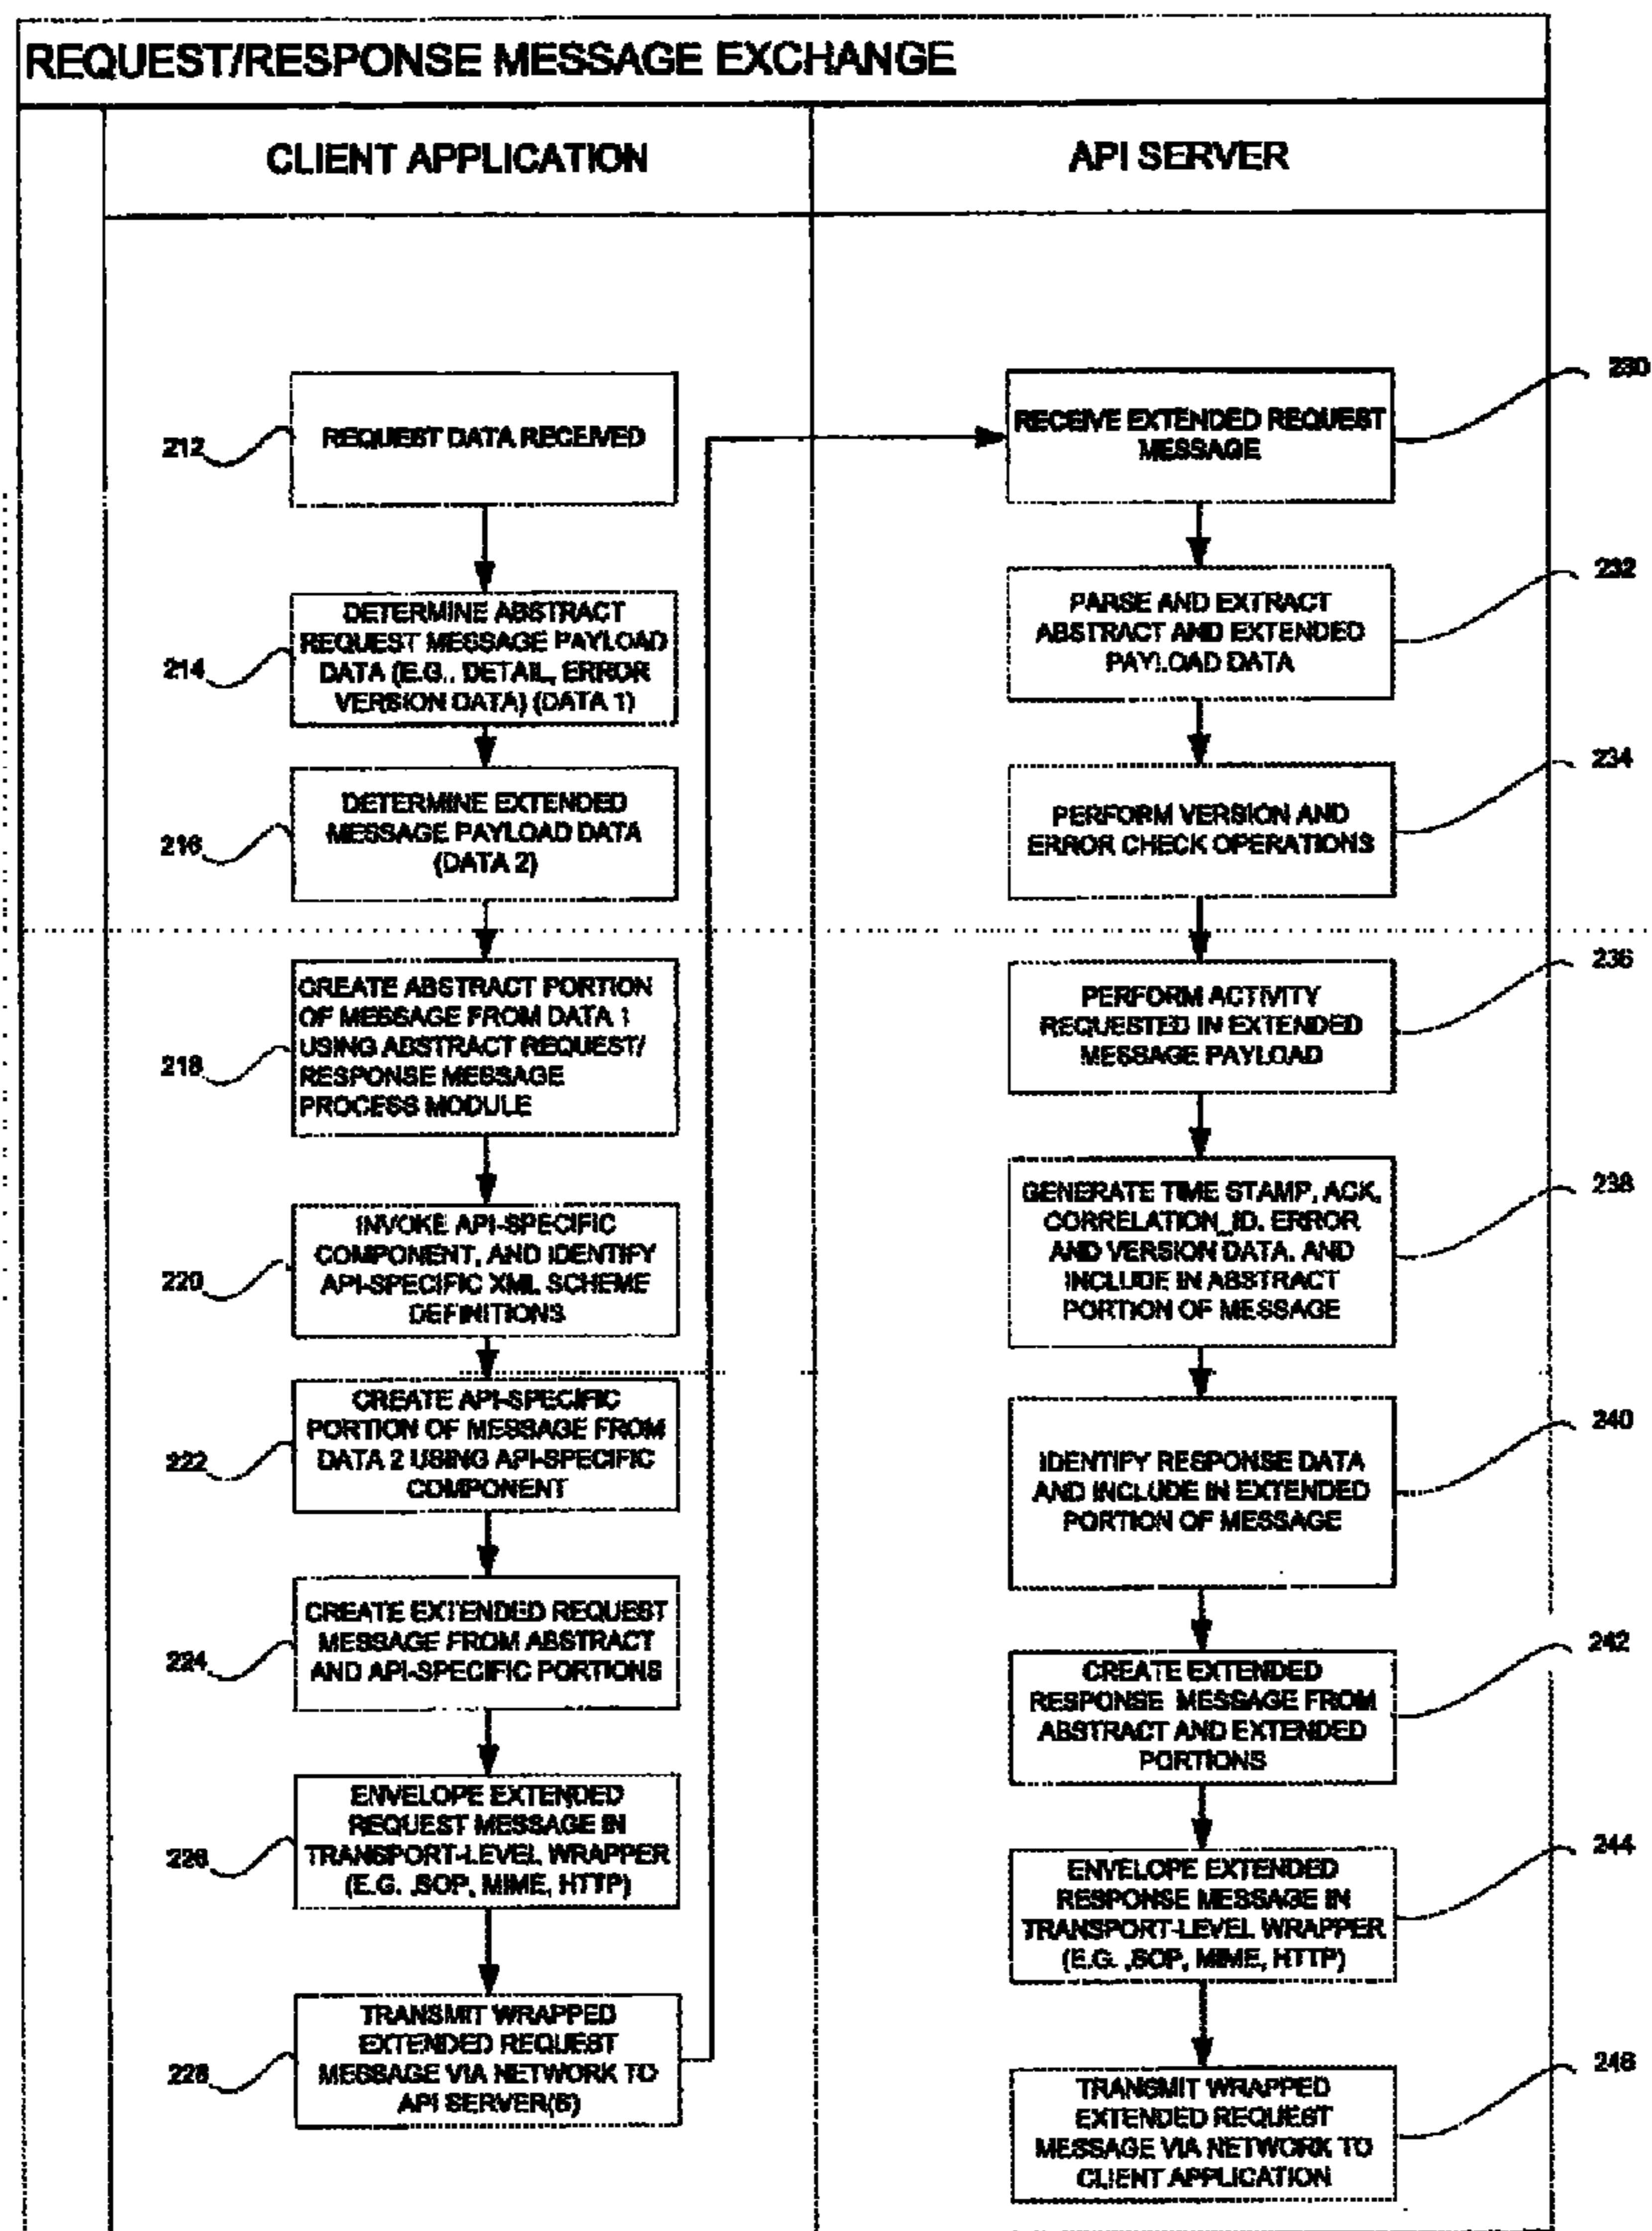 REQUEST/RESPONSE MESSAGE EXCHANGE
CLIENT APPLICATION
API SERVER
212
REQUEST DATA RECEIVED
214
DETERMINE ABSTRACT
REQUEST MESSAGE PAYLOAD
DATA (E.G.. DETAIL, ERROR
VERSION DATA) (DATA 1)
216
DETERMINE EXTENDED
MESSAGE PAYLOAD DATA
(DATA 2)
218
CREATE ABSTRACT PORTION
OF MESSAGE FROM DATA 1
USING ABSTRACT REQUEST/
RESPONSE MESSAGE
PROCESS MODULE
220
INVOKE API-SPECIFIC
COMPONENT, AND IDENTIFY
API-SPECIFIC XML SCHEME
DEFINITIONS
222
CREATE API-SPECIFIC
PORTION OF MESSAGE FROM
DATA 2 USING API-SPECIFIC
COMPONENT
224
CREATE EXTENDED REQUEST
MESSAGE FROM ABSTRACT
AND API-SPECIFIC PORTIONS
226
ENVELOPE EXTENDED
REQUEST MESSAGE IN
TRANSPORT-LEVEL WRAPPER
(E.G. ,SOP, MIME, HTTP)
228
TRANSMIT WRAPPED
EXTENDED REQUEST
MESSAGE VIA NETWORK TO
API SERVER(S)
230
RECEIVE EXTENDED REQUEST
MESSAGE
232
PARSE AND EXTRACT
ABSTRACT AND EXTENDED
PAYLOAD DATA
234
PERFORM VERSION AND
ERROR CHECK OPERATIONS
236
PERFORM ACTIVITY
REQUESTED IN EXTENDED
MESSAGE PAYLOAD
238
GENERATE TIME STAMP, ACK,
CORRELATION_ID, ERROR
AND VERSION DATA, AND
INCLUDE IN ABSTRACT
PORTION OF MESSAGE
240
IDENTIFY RESPONSE DATA
AND INCLUDE IN EXTENDED
PORTION OF MESSAGE
242
CREATE EXTENDED
RESPONSE MESSAGE FROM
ABSTRACT AND EXTENDED
PORTIONS
244
ENVELOPE EXTENDED
RESPONSE MESSAGE IN
TRANSPORT-LEVEL WRAPPER
(E.G. ,SOP, MIME, HTTP)
246
TRANSMIT WRAPPED
EXTENDED REQUEST
MESSAGE VIA NETWORK TO
CLIENT APPLICATION